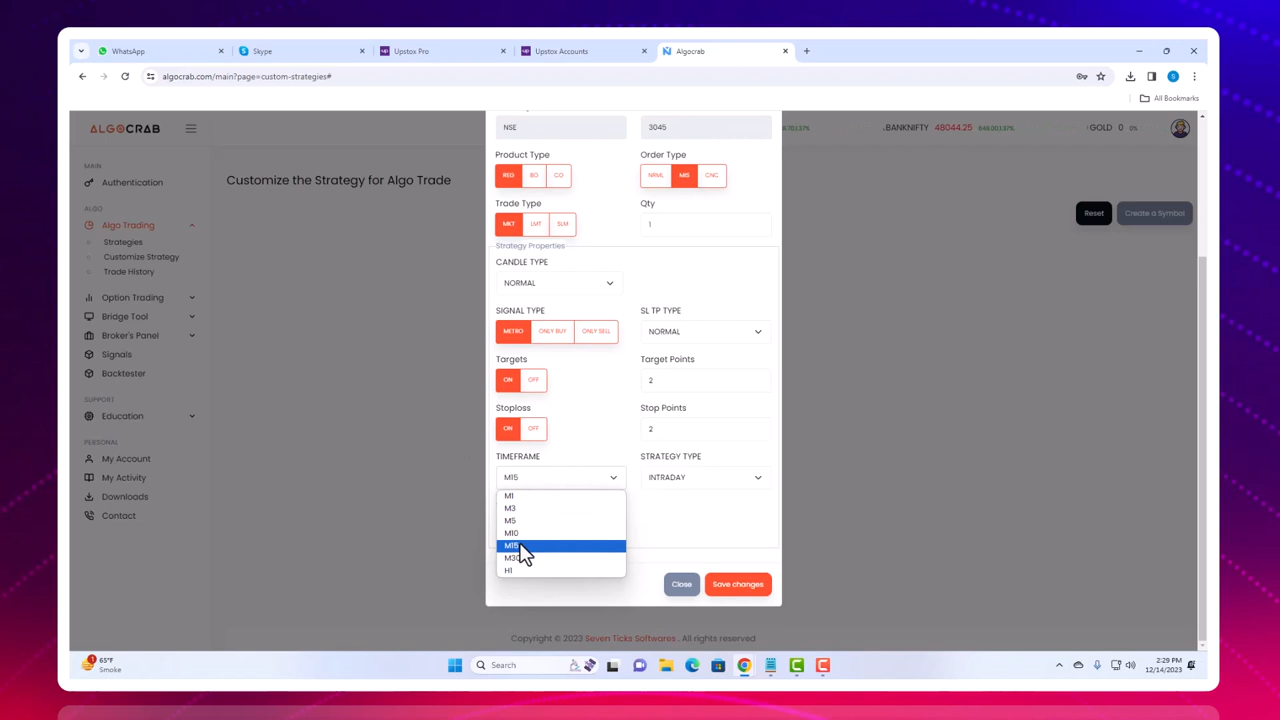 WhatsApp
Skype
Upstox Pro
Upstox Accounts
Algocrab
algocrab.com/main?page=custom-strategies#
All Bookmarks
ALGOCRAB
BANKNIFTY 48044.25
GOLD 0 0%
MAIN
Authentication
ALGO
Algo Trading
Strategies
Customize Strategy
Trade History
Option Trading
Bridge Tool
Broker's Panel
Signals
Backtester
SUPPORT
Education
PERSONAL
My Account
My Activity
Downloads
Contact
Customize the Strategy for Algo Trade
Reset
Create a Symbol
NSE
3045
Product Type
Order Type
REG BO CO
NRML MIS CNC
Trade Type
Qty
MKT LMT SLM
1
Strategy Properties
CANDLE TYPE
NORMAL
SIGNAL TYPE
SL TP TYPE
METRO ONLY BUY ONLY SELL
NORMAL
Targets
Target Points
ON OFF
2
Stoploss
Stop Points
ON OFF
2
TIMEFRAME
STRATEGY TYPE
M15
INTRADAY
M1
M3
M5
M10
M15
M30
H1
Close
Save changes
Copyright © 2023 Seven Ticks Softwares . All rights reserved
65°F
Smoke
Search
2:29 PM
12/14/2023